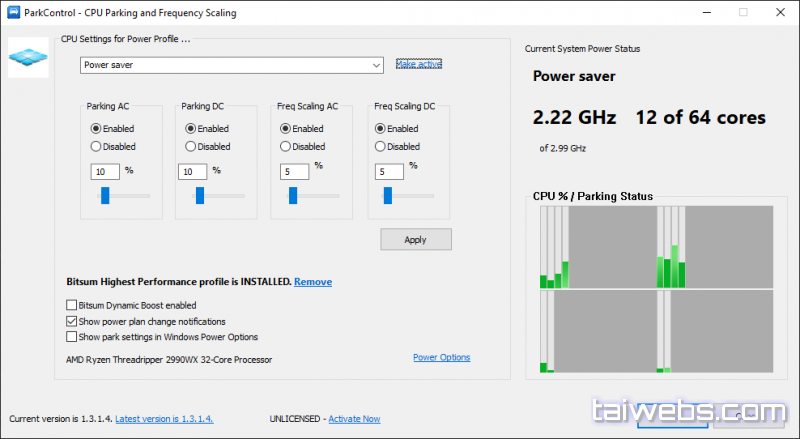 ParkControl - CPU Parking and Frequency Scaling
CPU Settings for Power Profile ...
Power saver
Make active
Parking AC
Enabled
Disabled
10 %
Parking DC
Enabled
Disabled
10 %
Freq Scaling AC
Enabled
Disabled
5 %
Freq Scaling DC
Enabled
Disabled
5 %
Apply
Bitsum Highest Performance profile is INSTALLED. Remove
Bitsum Dynamic Boost enabled
Show power plan change notifications
Show park settings in Windows Power Options
AMD Ryzen Threadripper 2990WX 32-Core Processor
Power Options
Current System Power Status
Power saver
2.22 GHz 12 of 64 cores
of 2.99 GHz
CPU % / Parking Status
Current version is 1.3.1.4. Latest version is 1.3.1.4.
UNLICENSED - Activate Now
taiwebs.com